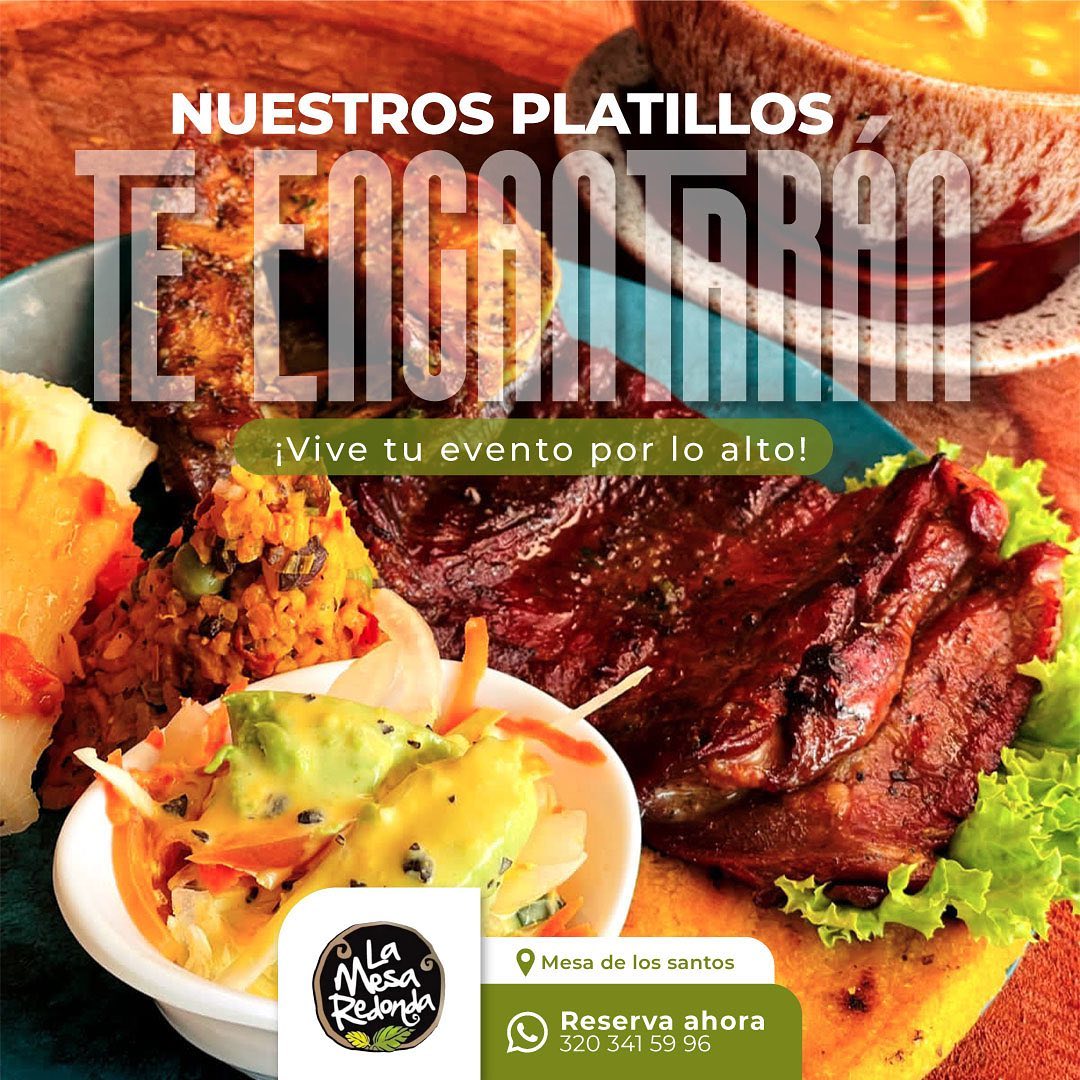 NUESTROS PLATILLOS
TE ENCANTARÁN
¡Vive tu evento por lo alto!
La
Mesa
Redonda
Mesa de los santos
Reserva ahora
320 341 59 96